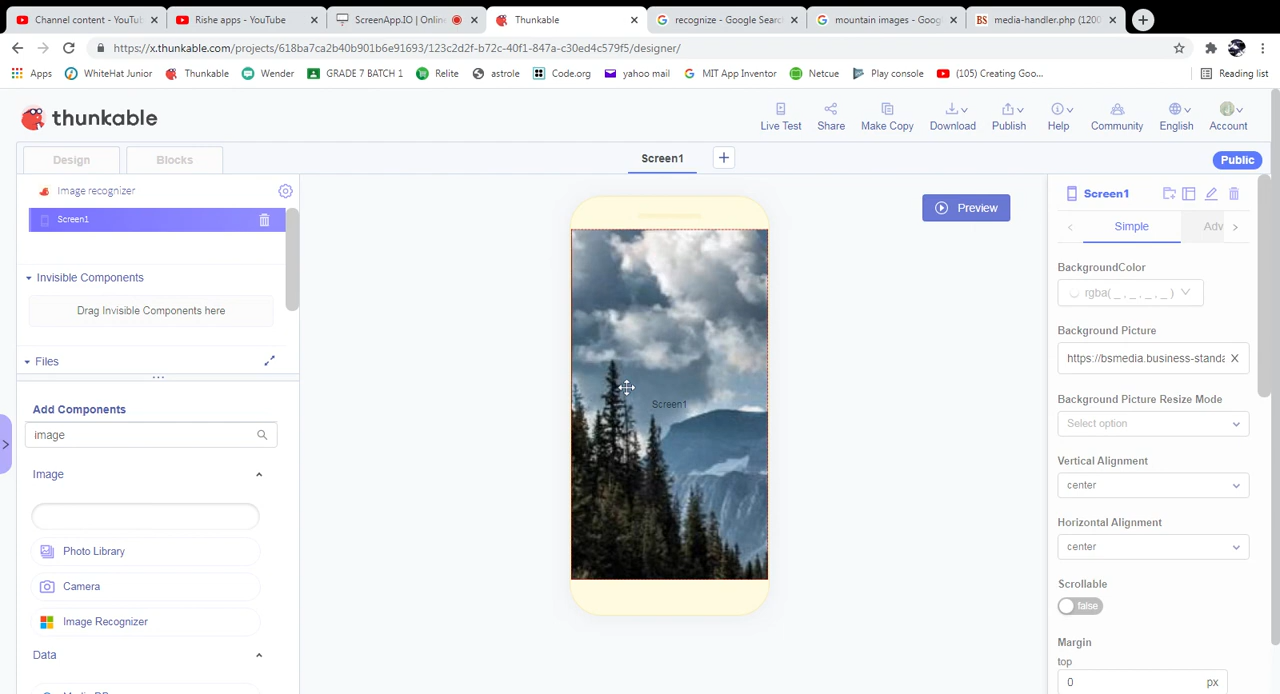 Channel content - YouTub
Rishe apps - YouTube
ScreenApp.IO | Onlin
Thunkable
recognize - Google Searc
mountain images - Goog
BS media-handler.php (1200
https://x.thunkable.com/projects/618ba7ca2b40b901b6e91693/123c2d2f-b72c-40f1-847a-c30ed4c579f5/designer/
Apps
WhiteHat Junior
Thunkable
Wender
GRADE 7 BATCH 1
Relite
astrole
Code.org
yahoo mail
MIT App Inventor
Netcue
Play console
(105) Creating Goo...
Reading list
thunkable
Live Test
Share
Make Copy
Download
Publish
Help
Community
English
Account
Design
Blocks
Screen1
Public
Image recognizer
Screen1
Invisible Components
Drag Invisible Components here
Files
Add Components
image
Image
Photo Library
Camera
Image Recognizer
Data
Preview
Screen1
Screen1
Simple
Adv
BackgroundColor
rgba( _ , _ , _ , _ )
Background Picture
https://bsmedia.business-standa
Background Picture Resize Mode
Select option
Vertical Alignment
center
Horizontal Alignment
center
Scrollable
false
Margin
top
0 px